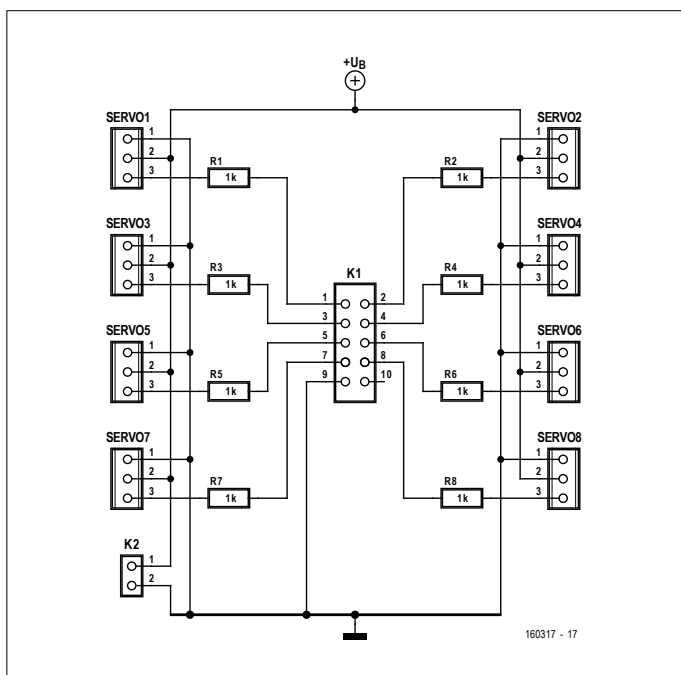 +UB
SERVO1
1
2
3
R1
1k
R2
1k
SERVO2
1
2
3
SERVO3
1
2
3
R3
1k
K1
R4
1k
SERVO4
1
2
3
1
2
3
4
5
6
7
8
9
10
SERVO5
1
2
3
R5
1k
R6
1k
SERVO6
1
2
3
SERVO7
1
2
3
R7
1k
R8
1k
SERVO8
1
2
3
K2
1
2
160317 - 17